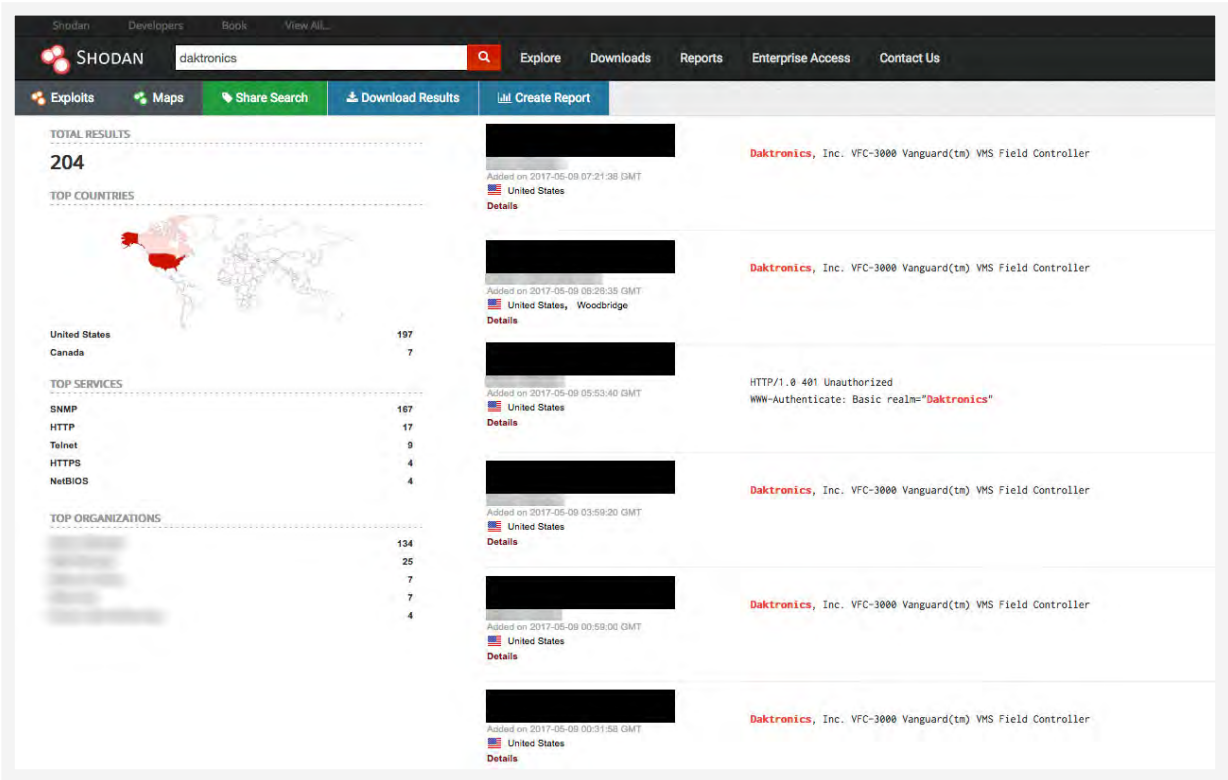 Shodan Developers Book View All...
SHODAN daktronics Explore Downloads Reports Enterprise Access Contact Us
Exploits Maps Share Search Download Results Create Report
TOTAL RESULTS
204
TOP COUNTRIES
United States 197
Canada 7
TOP SERVICES
SNMP 167
HTTP 17
Telnet 9
HTTPS 4
NetBIOS 4
TOP ORGANIZATIONS
134
25
7
7
4
Daktronics, Inc. VFC-3000 Vanguard(tm) VMS Field Controller
Added on 2017-05-09 07:21:38 GMT
United States
Details
Daktronics, Inc. VFC-3000 Vanguard(tm) VMS Field Controller
Added on 2017-05-09 06:26:35 GMT
United States, Woodbridge
Details
HTTP/1.0 401 Unauthorized
WWW-Authenticate: Basic realm="Daktronics"
Added on 2017-05-09 05:53:40 GMT
United States
Details
Daktronics, Inc. VFC-3000 Vanguard(tm) VMS Field Controller
Added on 2017-05-09 03:59:20 GMT
United States
Details
Daktronics, Inc. VFC-3000 Vanguard(tm) VMS Field Controller
Added on 2017-05-09 00:59:00 GMT
United States
Details
Daktronics, Inc. VFC-3000 Vanguard(tm) VMS Field Controller
Added on 2017-05-09 00:31:58 GMT
United States
Details